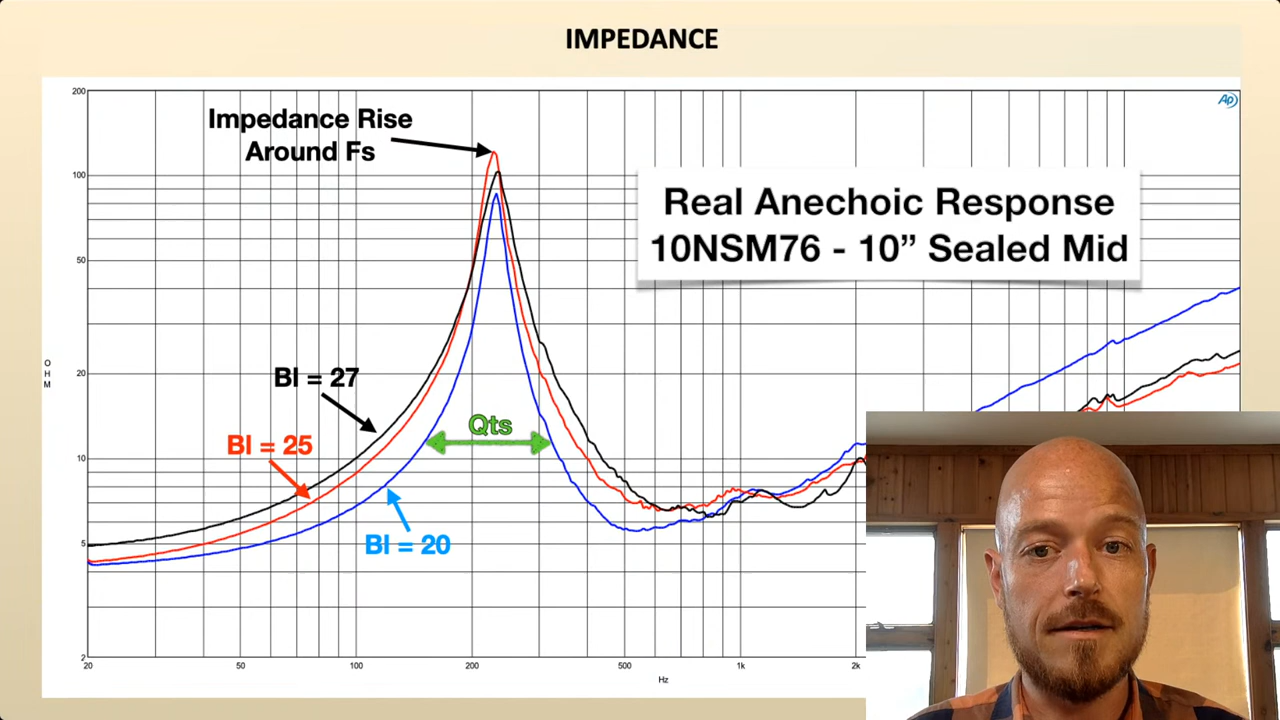 IMPEDANCE
200
Impedance Rise
Around Fs
AP
Real Anechoic Response
10NSM76 - 10” Sealed Mid
100
50
O
H
M
Bl = 27
20
Qts
Bl = 25
10
Bl = 20
5
2
20
50
100
200
500
1k
2k
Hz